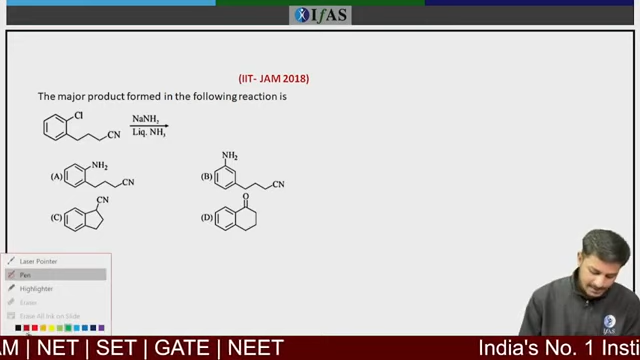 IfAS
(IIT- JAM 2018)
The major product formed in the following reaction is
Cl
CN
NaNH₂
Liq. NH₃
(A) NH₂ CN
(B) NH₂ CN
(C) CN
(D) O
Laser Pointer
Pen
Highlighter
Eraser
Erase All Ink on Slide
AM | NET | SET | GATE | NEET
India's No. 1 Insti